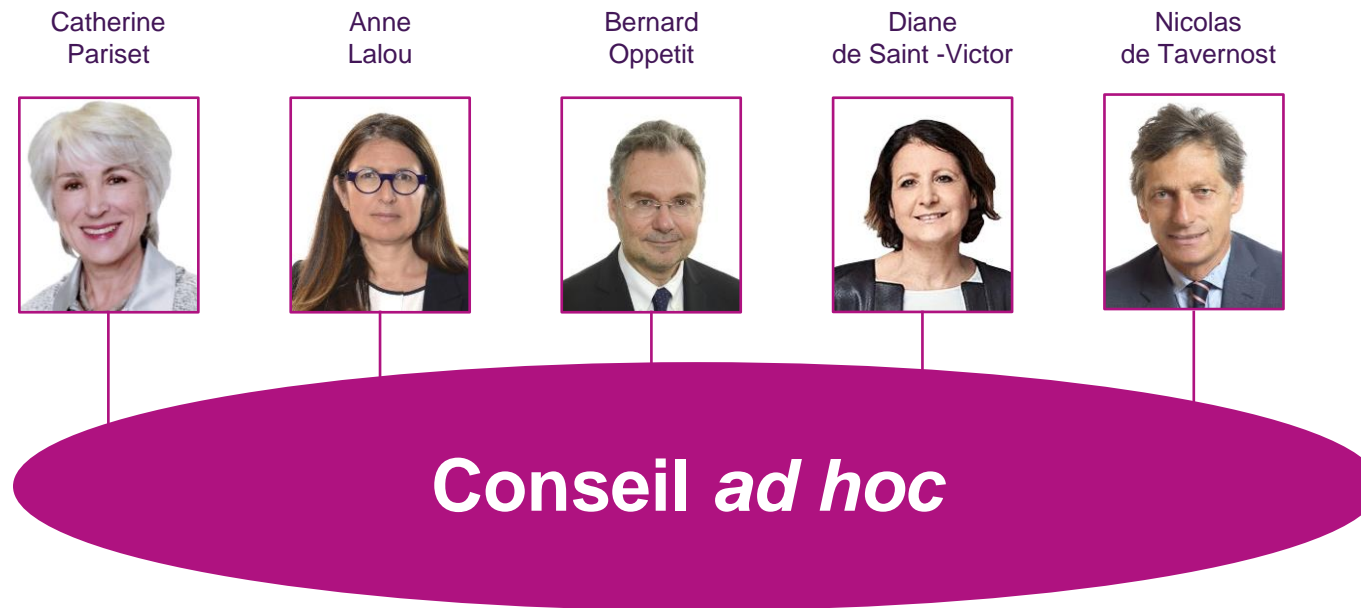 Catherine
Pariset
Anne
Lalou
Bernard
Oppetit
Diane
de Saint -Victor
Nicolas
de Tavernost
Conseil ad hoc